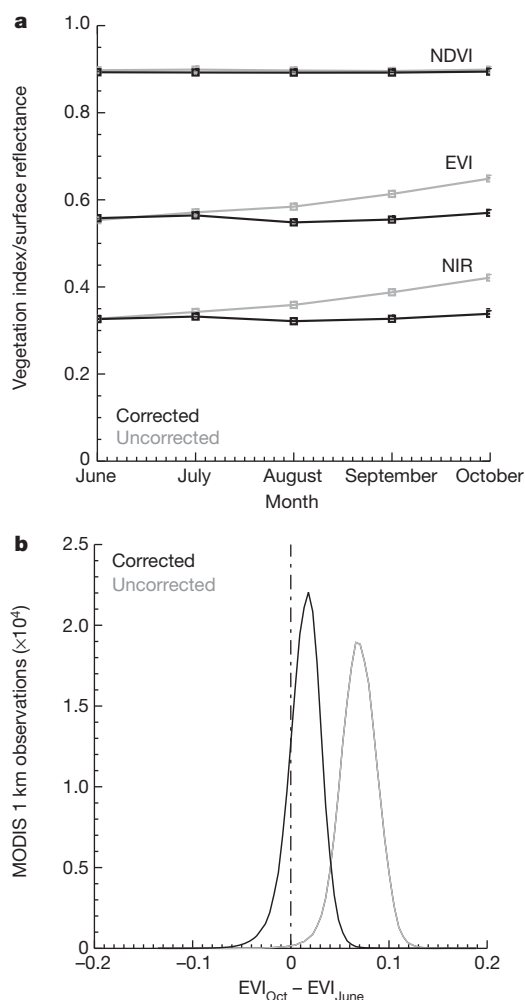 a
1.0
0.8
0.6
0.4
0.2
0
Vegetation index/surface reflectance
NDVI
EVI
NIR
Corrected
Uncorrected
June July August September October
Month
b
2.5
2.0
1.5
1.0
0.5
0
MODIS 1 km observations (×10⁴)
Corrected
Uncorrected
−0.2 −0.1 0 0.1 0.2
EVI_Oct − EVI_June